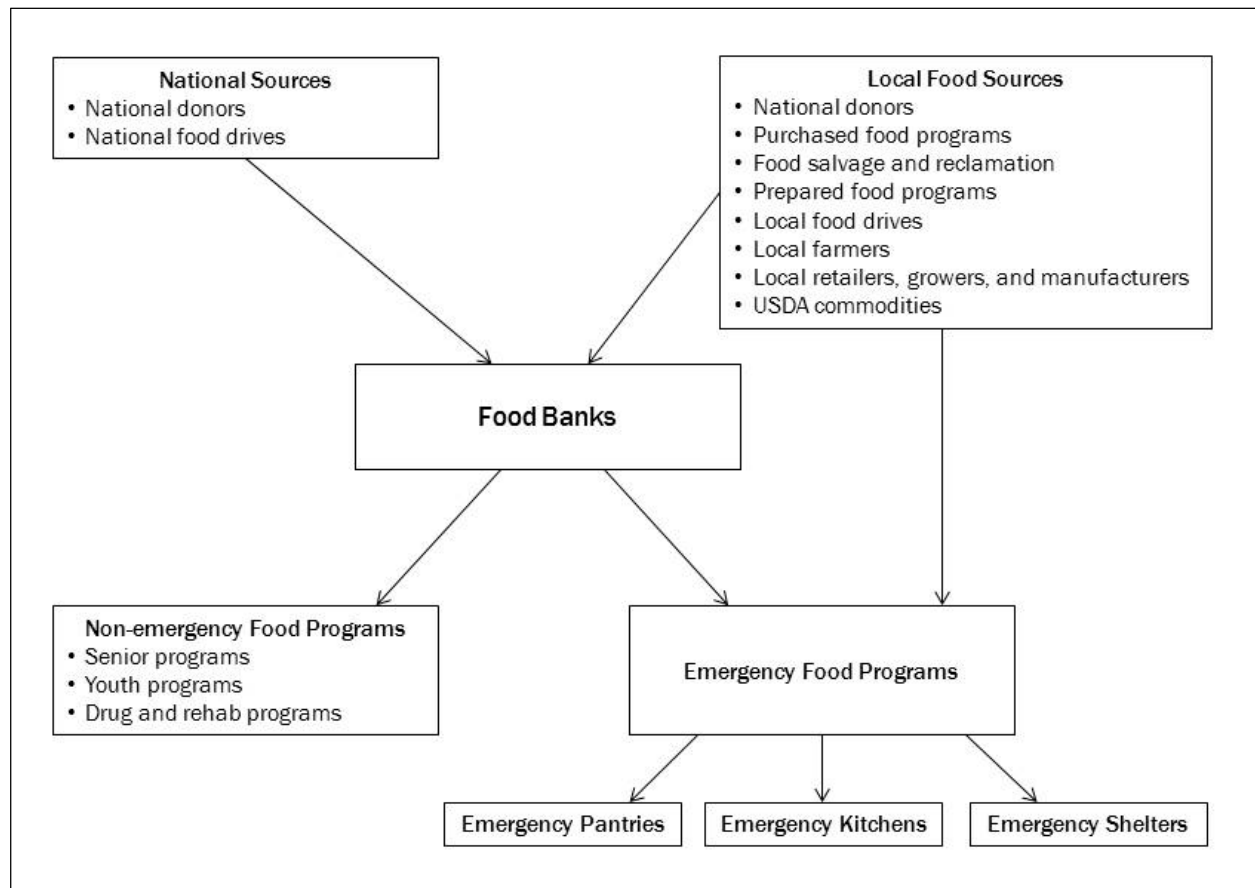 National Sources
• National donors
• National food drives
Local Food Sources
• National donors
• Purchased food programs
• Food salvage and reclamation
• Prepared food programs
• Local food drives
• Local farmers
• Local retailers, growers, and manufacturers
• USDA commodities
Food Banks
Non-emergency Food Programs
• Senior programs
• Youth programs
• Drug and rehab programs
Emergency Food Programs
Emergency Pantries
Emergency Kitchens
Emergency Shelters